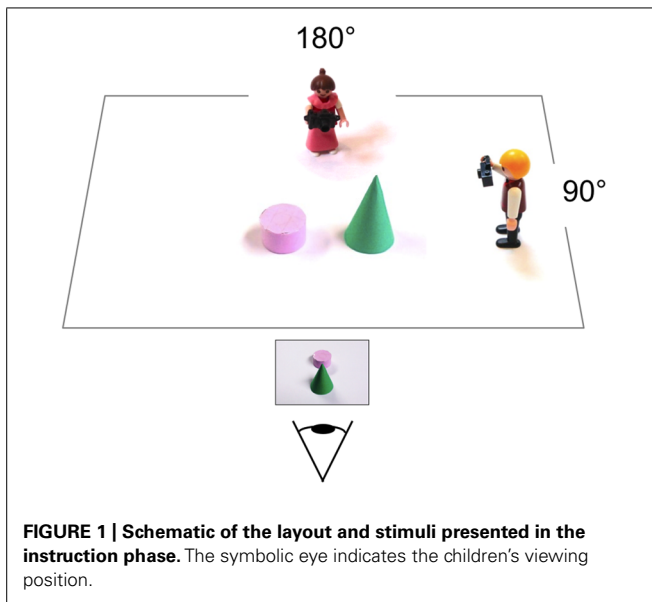 180°
90°
FIGURE 1 | Schematic of the layout and stimuli presented in the
instruction phase. The symbolic eye indicates the children’s viewing
position.